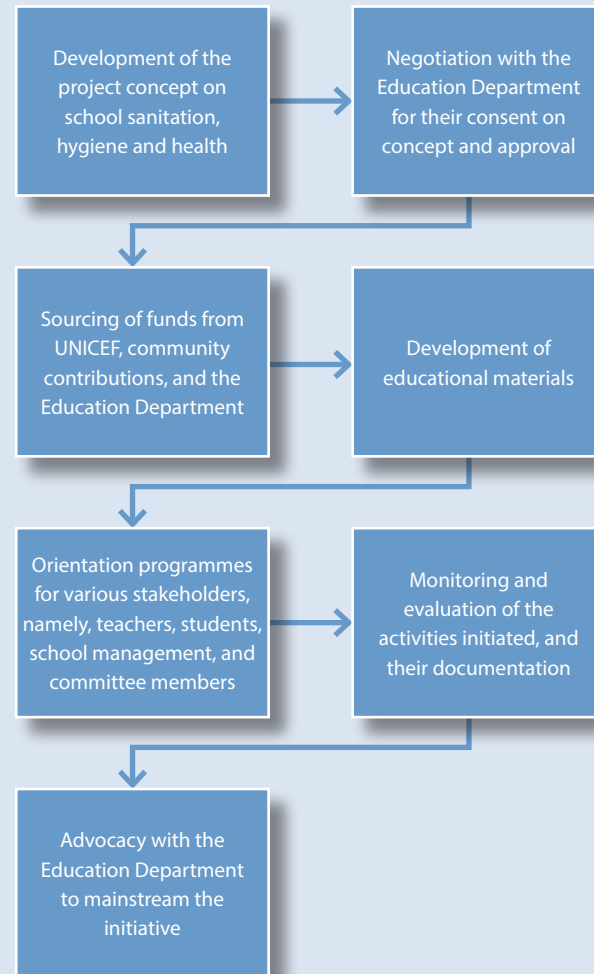 Development of the
project concept on
school sanitation,
hygiene and health
Negotiation with the
Education Department
for their consent on
concept and approval
Sourcing of funds from
UNICEF, community
contributions, and the
Education Department
Development of
educational materials
Orientation programmes
for various stakeholders,
namely, teachers, students,
school management, and
committee members
Monitoring and
evaluation of the
activities initiated, and
their documentation
Advocacy with the
Education Department
to mainstream the
initiative